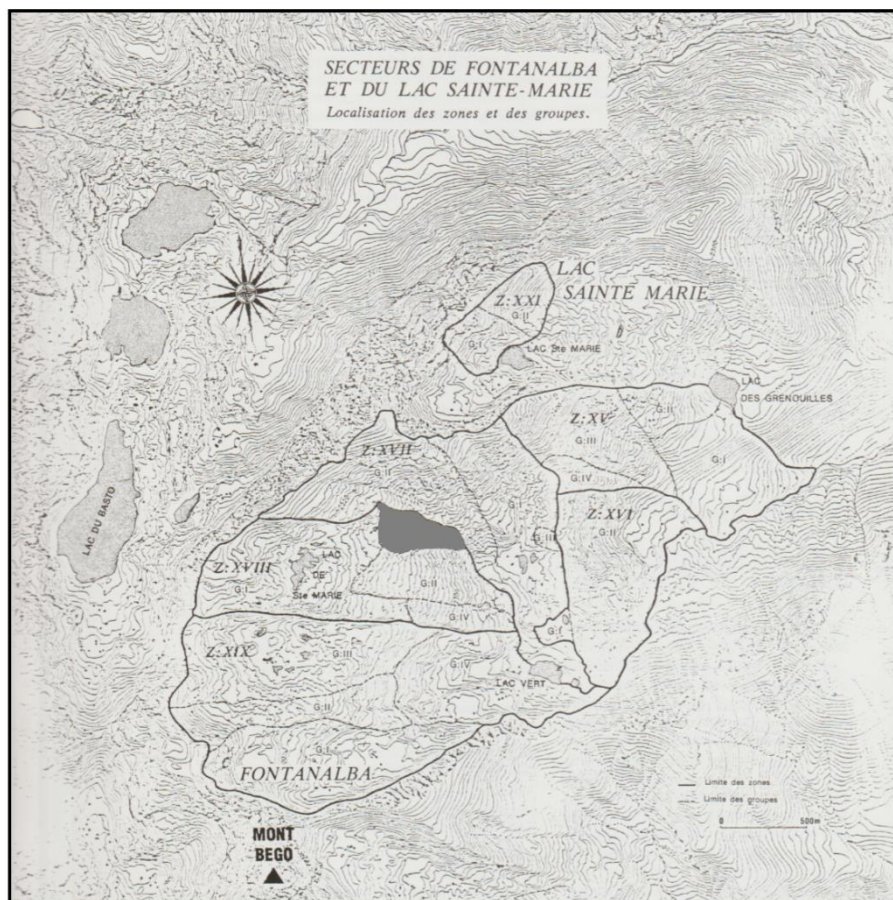 SECTEURS DE FONTANALBA
ET DU LAC SAINTE-MARIE
Localisation des zones et des groupes.
LAC
SAINTE MARIE
Z:XXI
G:II
G:I
LAC Ste MARIE
LAC
DES GRENOUILLES
Z:XV
G:II
G:III
G:I
G:IV
Z:XVII
G:II
G:I
G:III
Z:XVI
G:II
LAC DU BASTO
Z:XVIII
G:I
LAC
DE
Ste MARIE
G:II
G:IV
G:I
Z:XIX
G:III
G:IV
LAC VERT
G:II
G:I
FONTANALBA
Limite des zones
Limite des groupes
0 500m
MONT
BEGO